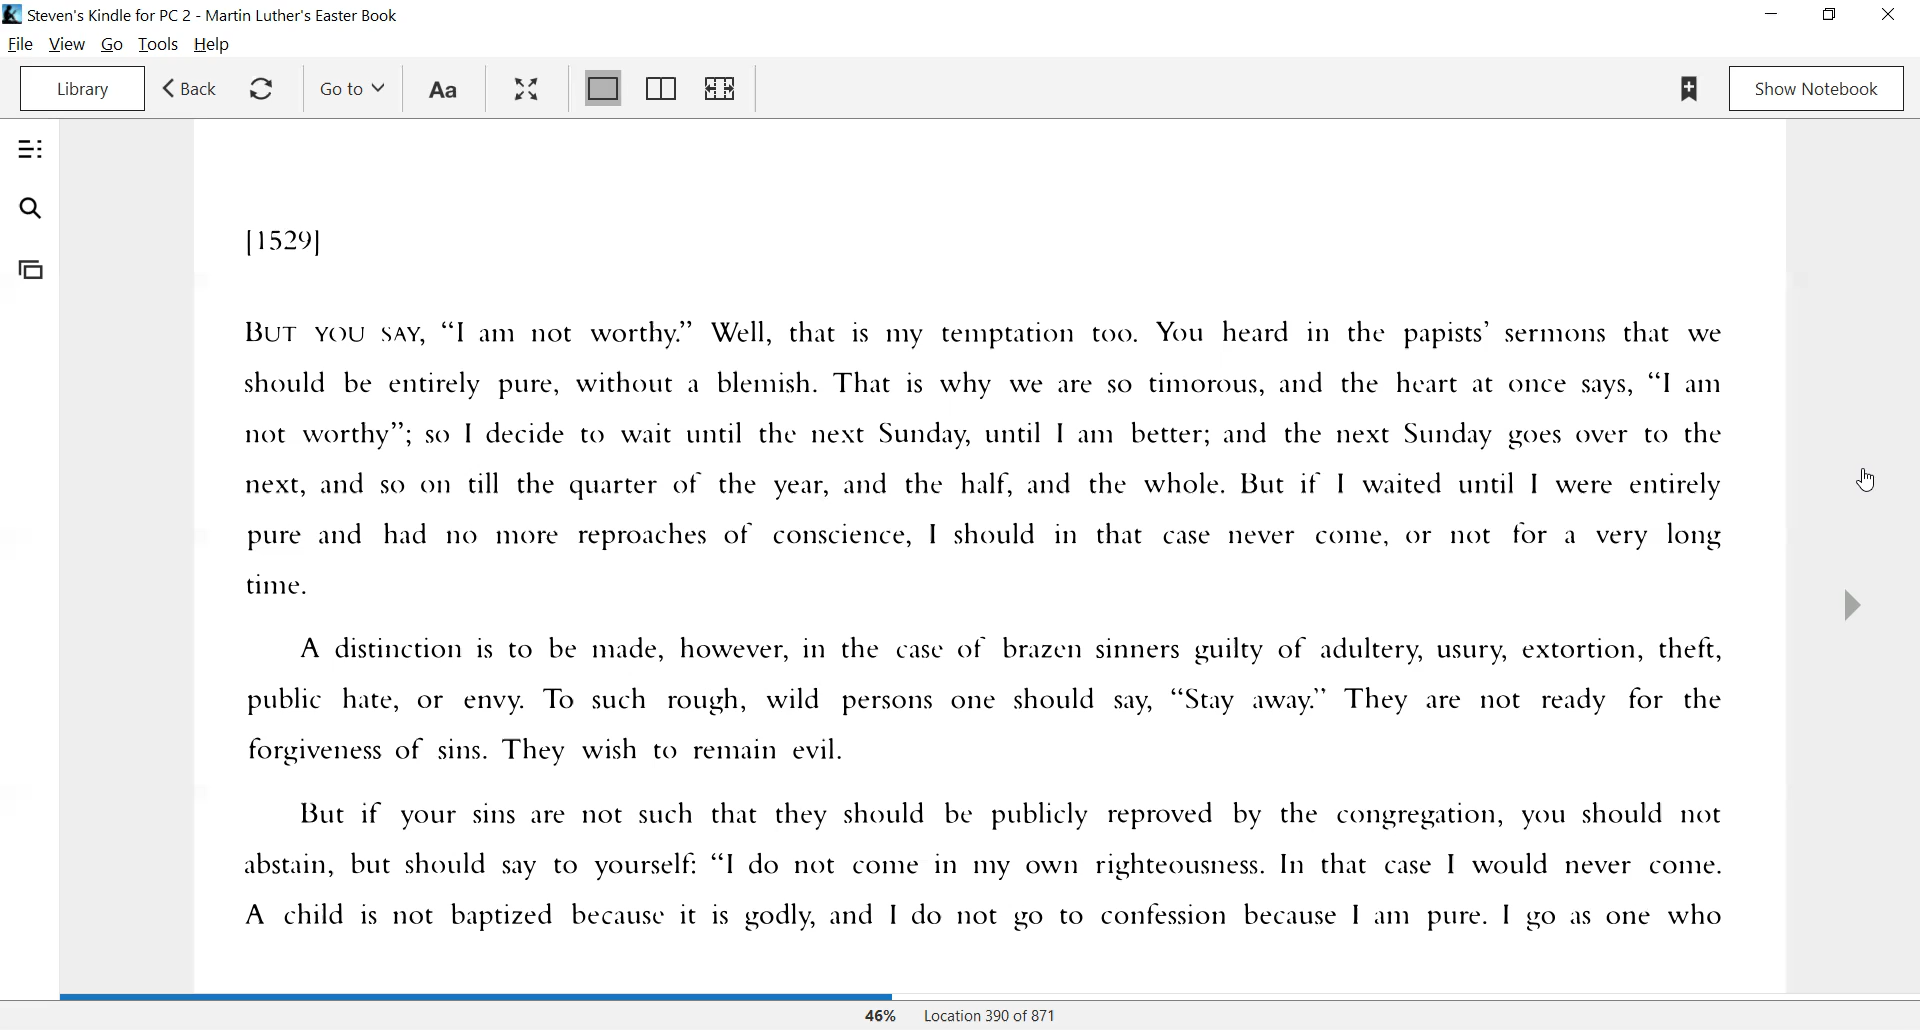 Steven's Kindle for PC 2 - Martin Luther's Easter Book
File View Go Tools Help
Library Back Go to Aa Show Notebook
[1529]
BUT YOU SAY, “I am not worthy.” Well, that is my temptation too. You heard in the papists’ sermons that we
should be entirely pure, without a blemish. That is why we are so timorous, and the heart at once says, “I am
not worthy”; so I decide to wait until the next Sunday, until I am better; and the next Sunday goes over to the
next, and so on till the quarter of the year, and the half, and the whole. But if I waited until I were entirely
pure and had no more reproaches of conscience, I should in that case never come, or not for a very long
time.
A distinction is to be made, however, in the case of brazen sinners guilty of adultery, usury, extortion, theft,
public hate, or envy. To such rough, wild persons one should say, “Stay away.” They are not ready for the
forgiveness of sins. They wish to remain evil.
But if your sins are not such that they should be publicly reproved by the congregation, you should not
abstain, but should say to yourself: “I do not come in my own righteousness. In that case I would never come.
A child is not baptized because it is godly, and I do not go to confession because I am pure. I go as one who
46% Location 390 of 871